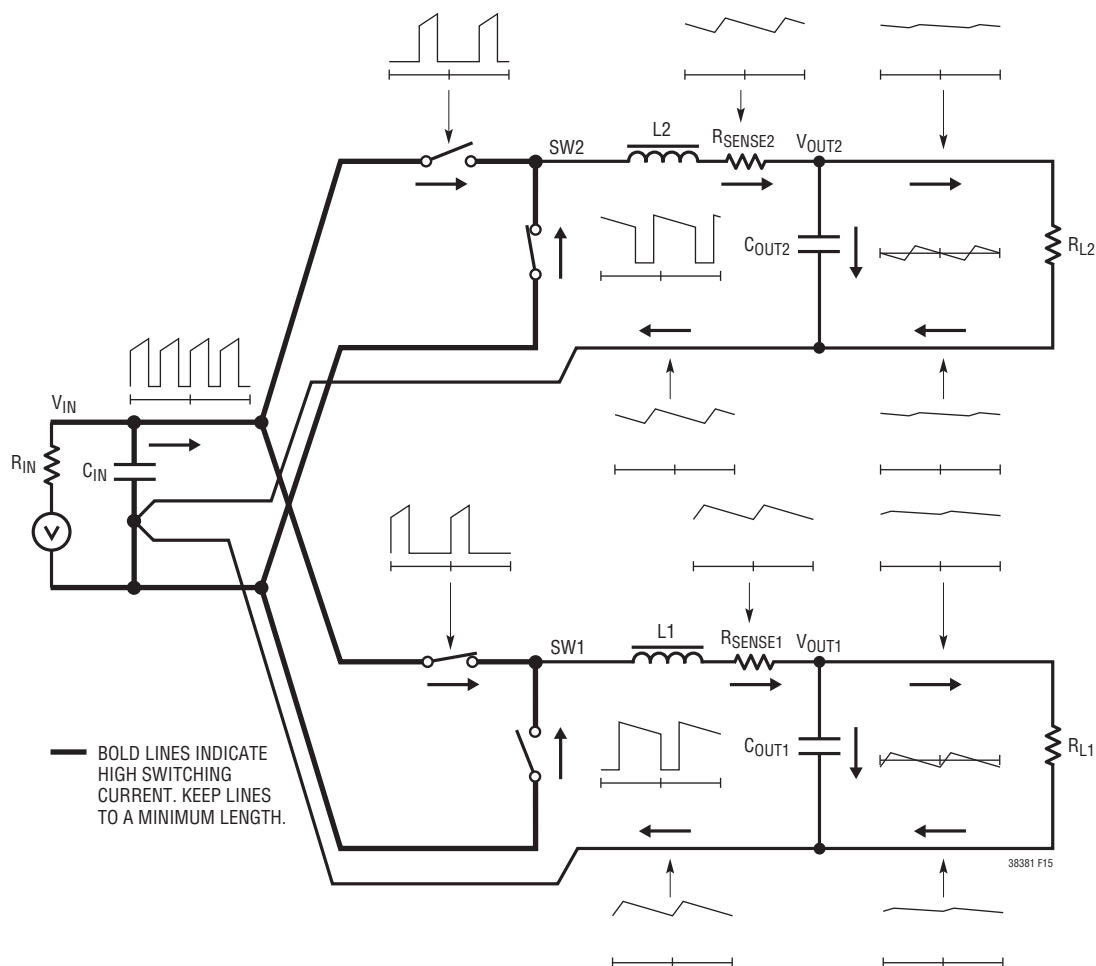 L2
RSENSE2
VOUT2
SW2
COUT2
RL2
VIN
RIN
CIN
V
L1
RSENSE1
VOUT1
SW1
COUT1
RL1
BOLD LINES INDICATE
HIGH SWITCHING
CURRENT. KEEP LINES
TO A MINIMUM LENGTH.
38381 F15